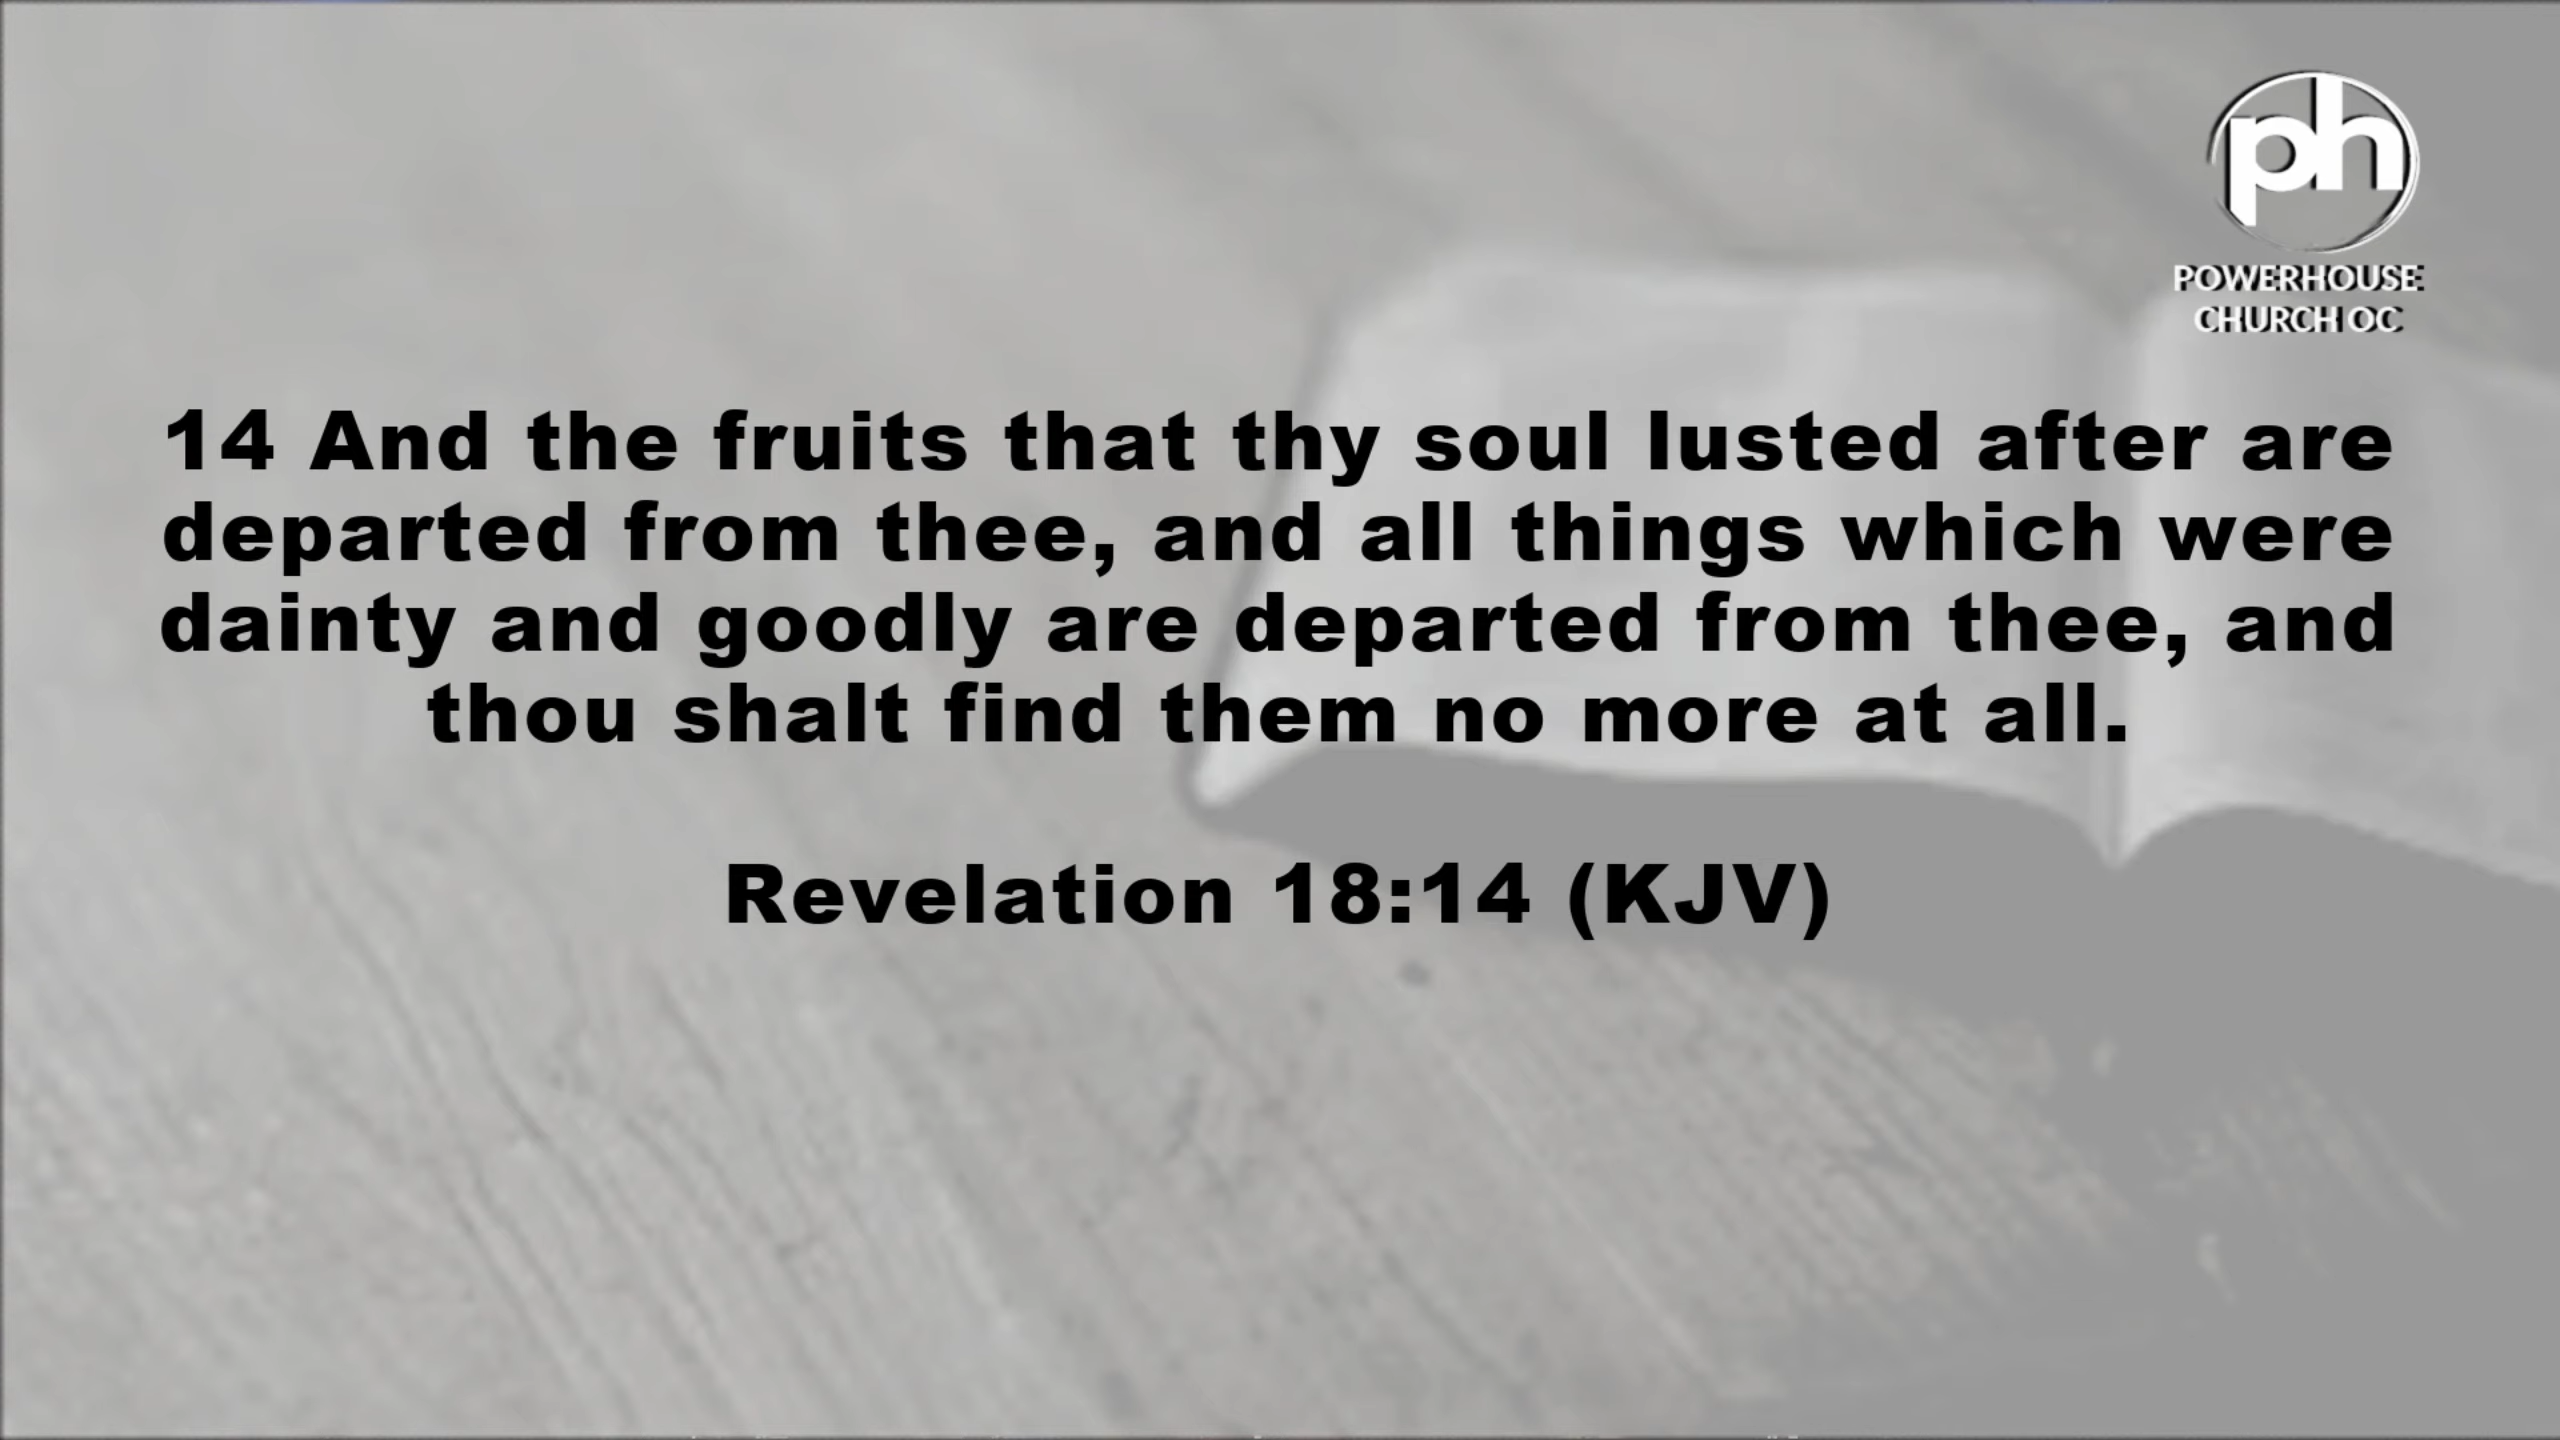 ph
POWERHOUSE
CHURCH OC
14 And the fruits that thy soul lusted after are
departed from thee, and all things which were
dainty and goodly are departed from thee, and
thou shalt find them no more at all.
Revelation 18:14 (KJV)